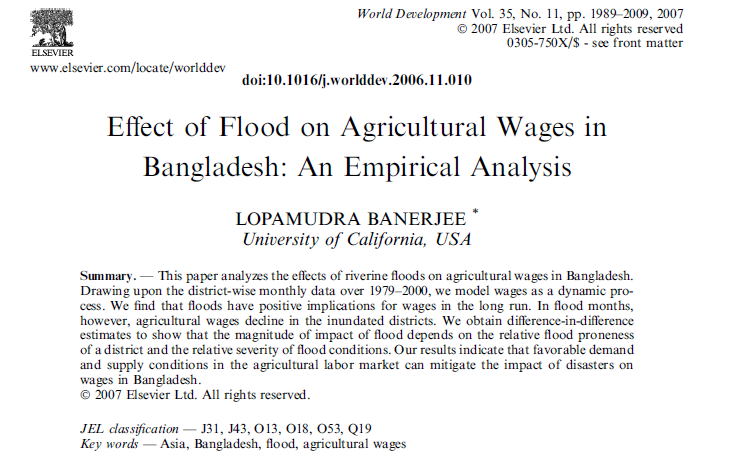 World Development Vol. 35, No. 11, pp. 1989–2009, 2007
© 2007 Elsevier Ltd. All rights reserved
0305-750X/$ - see front matter
ELSEVIER
www.elsevier.com/locate/worlddev
doi:10.1016/j.worlddev.2006.11.010
Effect of Flood on Agricultural Wages in
Bangladesh: An Empirical Analysis
LOPAMUDRA BANERJEE *
University of California, USA
Summary. — This paper analyzes the effects of riverine floods on agricultural wages in Bangladesh.
Drawing upon the district-wise monthly data over 1979–2000, we model wages as a dynamic pro-
cess. We find that floods have positive implications for wages in the long run. In flood months,
however, agricultural wages decline in the inundated districts. We obtain difference-in-difference
estimates to show that the magnitude of impact of flood depends on the relative flood proneness
of a district and the relative severity of flood conditions. Our results indicate that favorable demand
and supply conditions in the agricultural labor market can mitigate the impact of disasters on
wages in Bangladesh.
© 2007 Elsevier Ltd. All rights reserved.
JEL classification — J31, J43, O13, O18, O53, Q19
Key words — Asia, Bangladesh, flood, agricultural wages